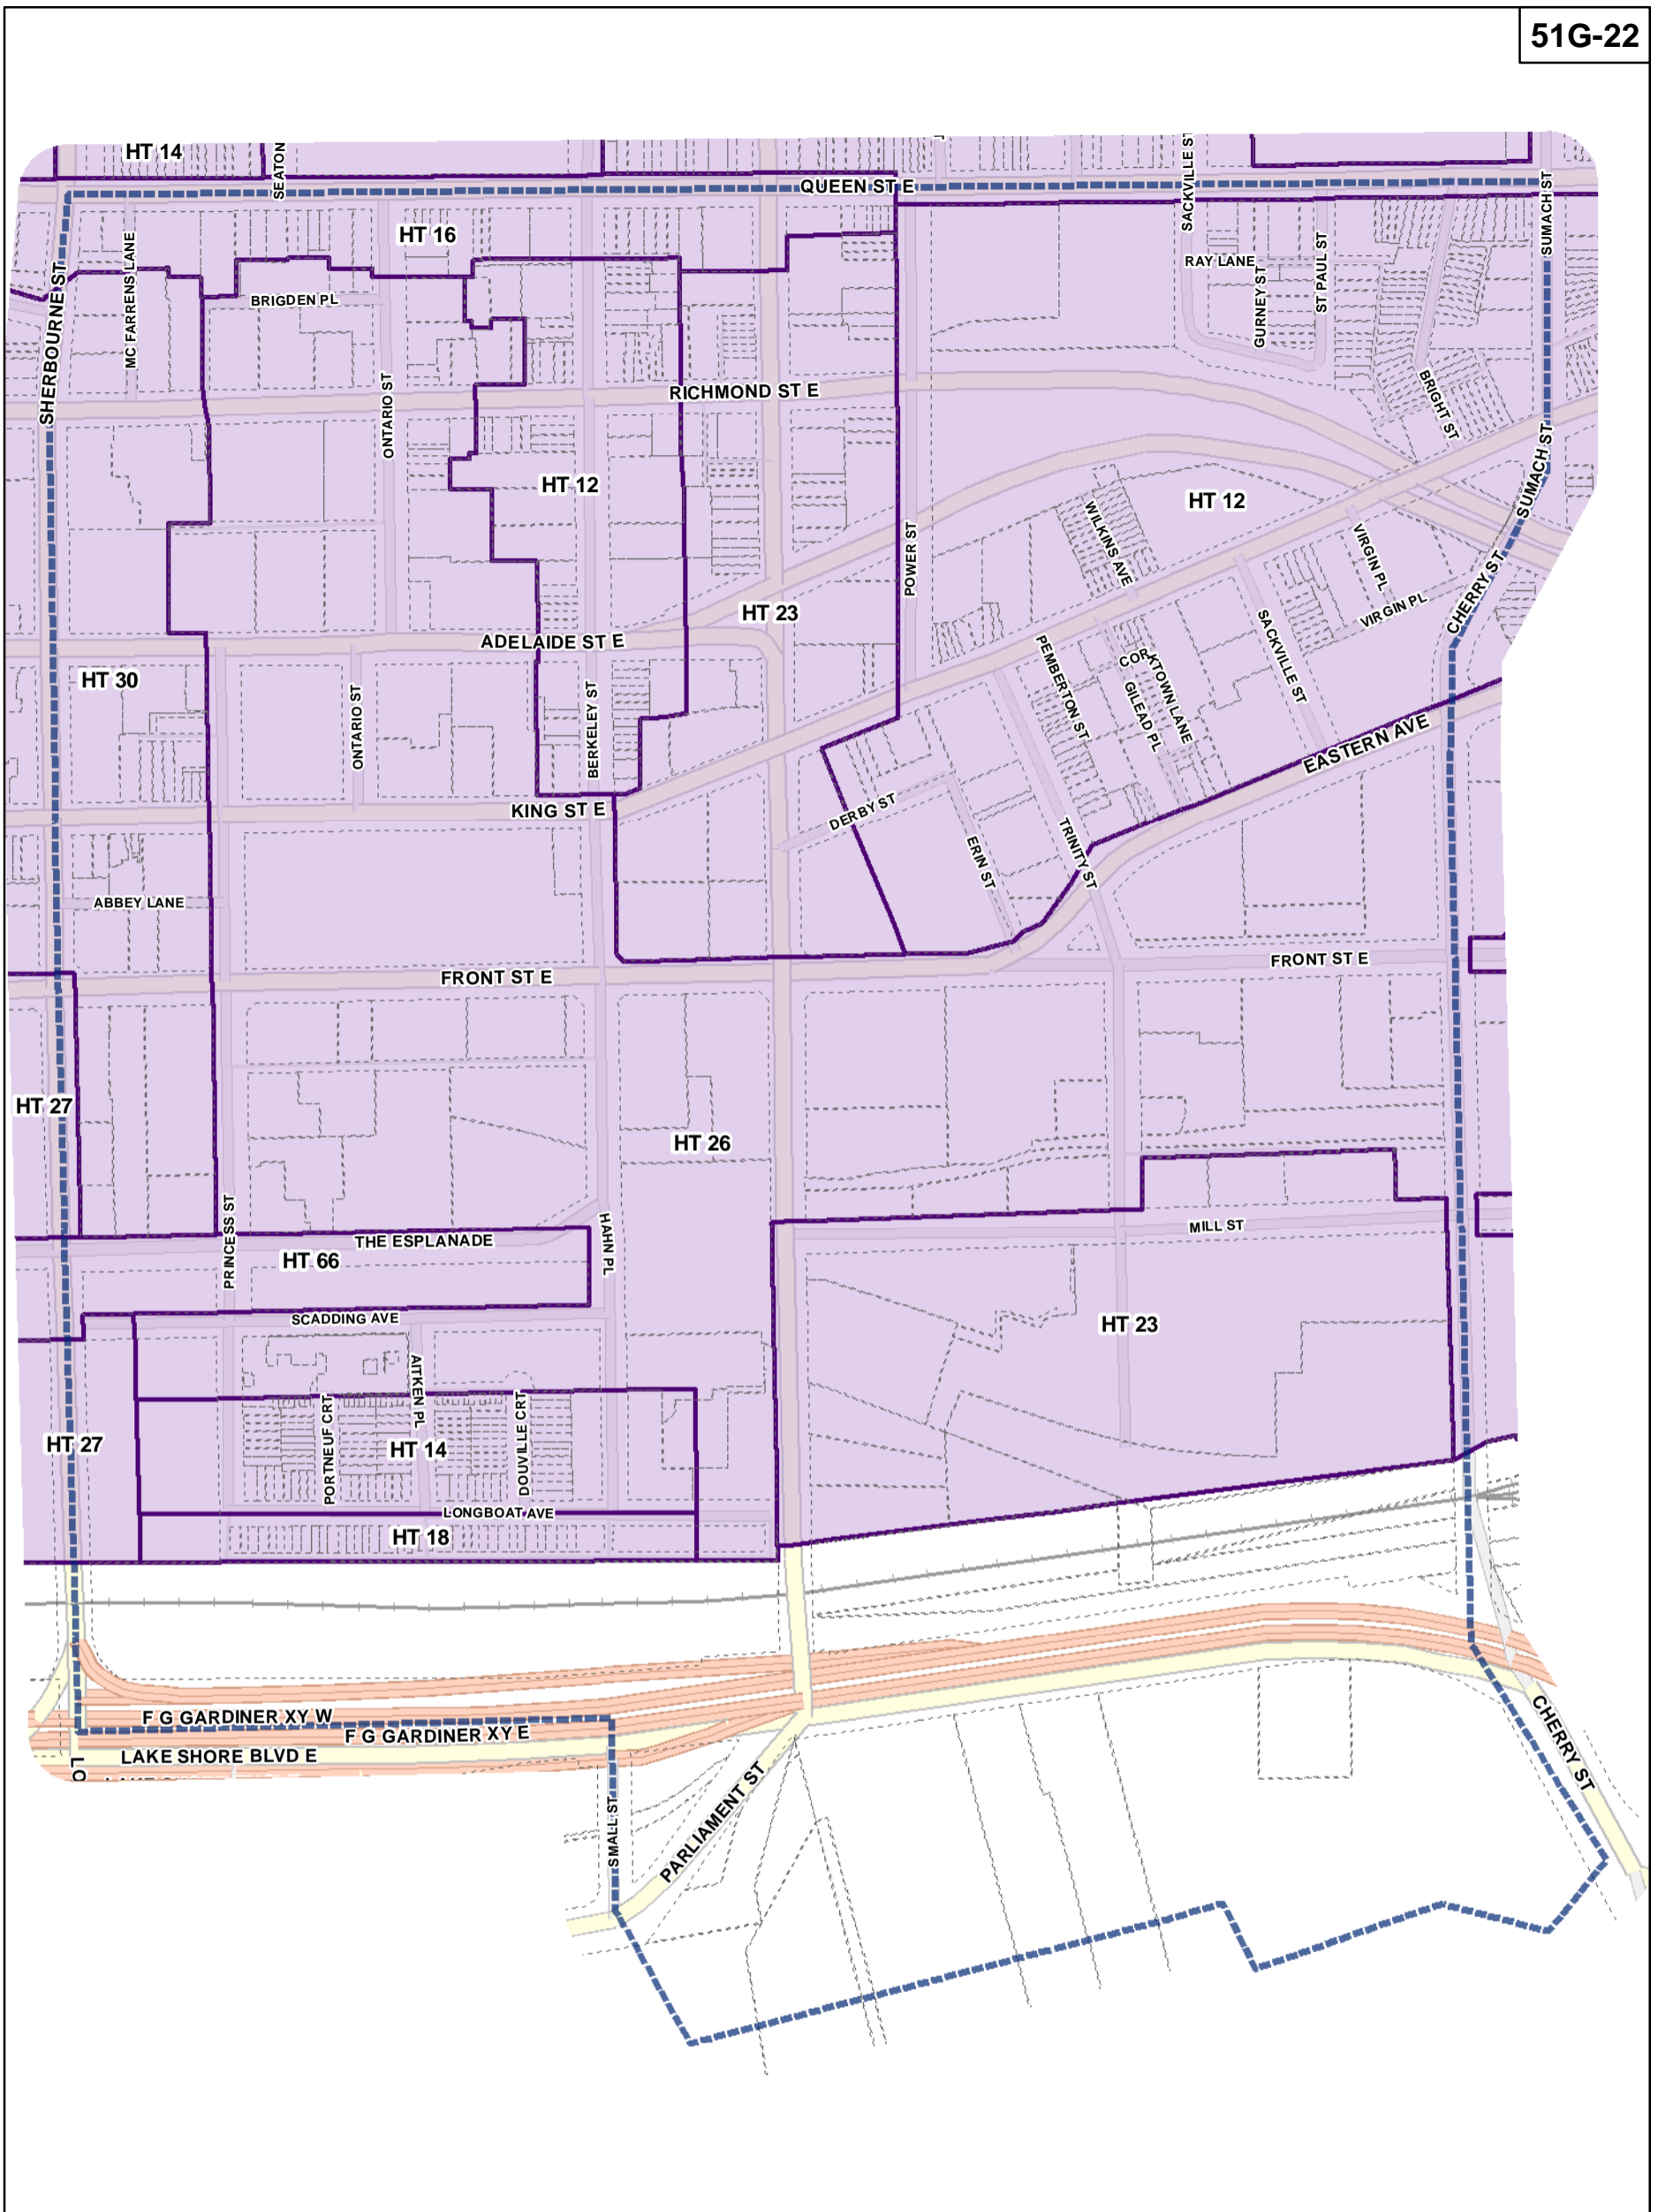 51G-22
HT 14
SEATON
QUEEN ST E
SACKVILLE ST
SUMACH ST
HT 16
MC FARRENS LANE
SHERBOURNE ST
BRIGDEN PL
RAY LANE
GURNEY ST
ST PAUL ST
ONTARIO ST
RICHMOND ST E
BRIGHT ST
HT 12
HT 12
SUMACH ST
WILKINS AVE
POWER ST
VIRGIN PL
CHERRY ST
HT 23
ADELAIDE ST E
VIRGIN PL
HT 30
PEMBERTON ST
CORKTOWN LANE
GILEAD PL
SACKVILLE ST
ONTARIO ST
BERKELEY ST
EASTERN AVE
KING ST E
DERBY ST
ERIN ST
TRINITY ST
ABBEY LANE
FRONT ST E
FRONT ST E
HT 27
HT 26
PRINCESS ST
HAHN PL
MILL ST
THE ESPLANADE
HT 66
SCADDING AVE
HT 23
AITKEN PL
PORTNEUF CRT
DOUVILLE CRT
HT 27
HT 14
LONGBOAT AVE
HT 18
F G GARDINER XY W
F G GARDINER XY E
LAKE SHORE BLVD E
LO
CHERRY ST
SMALL ST
PARLIAMENT ST